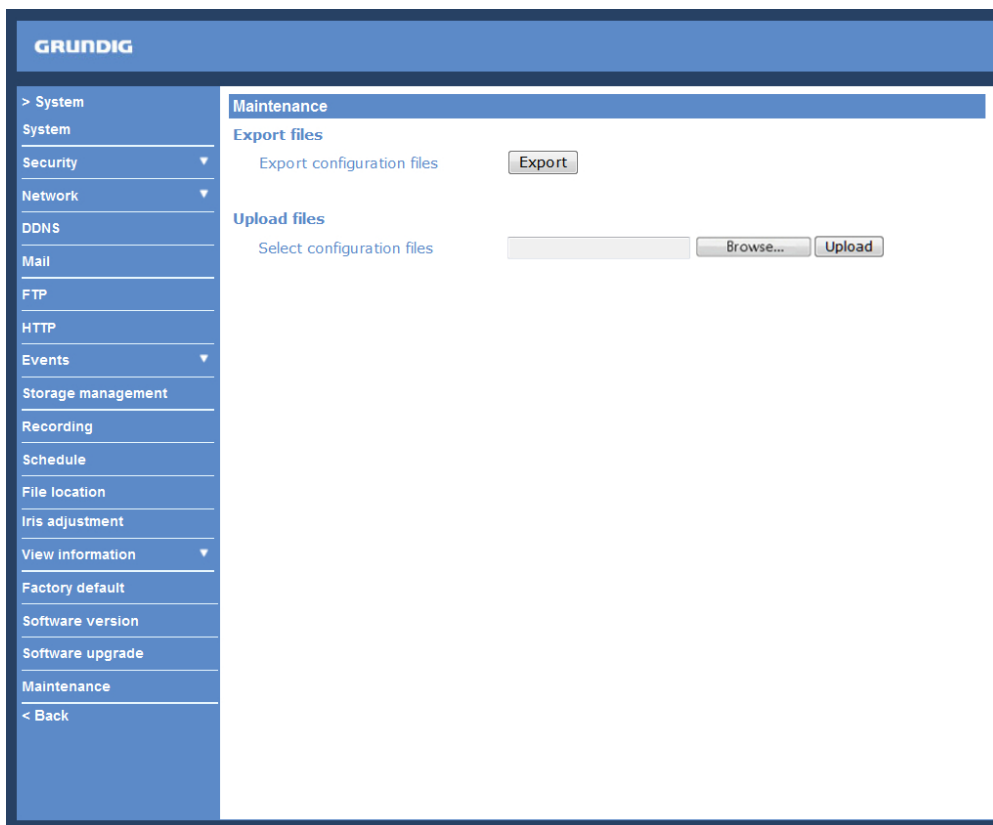 GRUNDIG
> System
System
Security
Network
DDNS
Mail
FTP
HTTP
Events
Storage management
Recording
Schedule
File location
Iris adjustment
View information
Factory default
Software version
Software upgrade
Maintenance
< Back
Maintenance
Export files
Export configuration files Export
Upload files
Select configuration files Browse... Upload